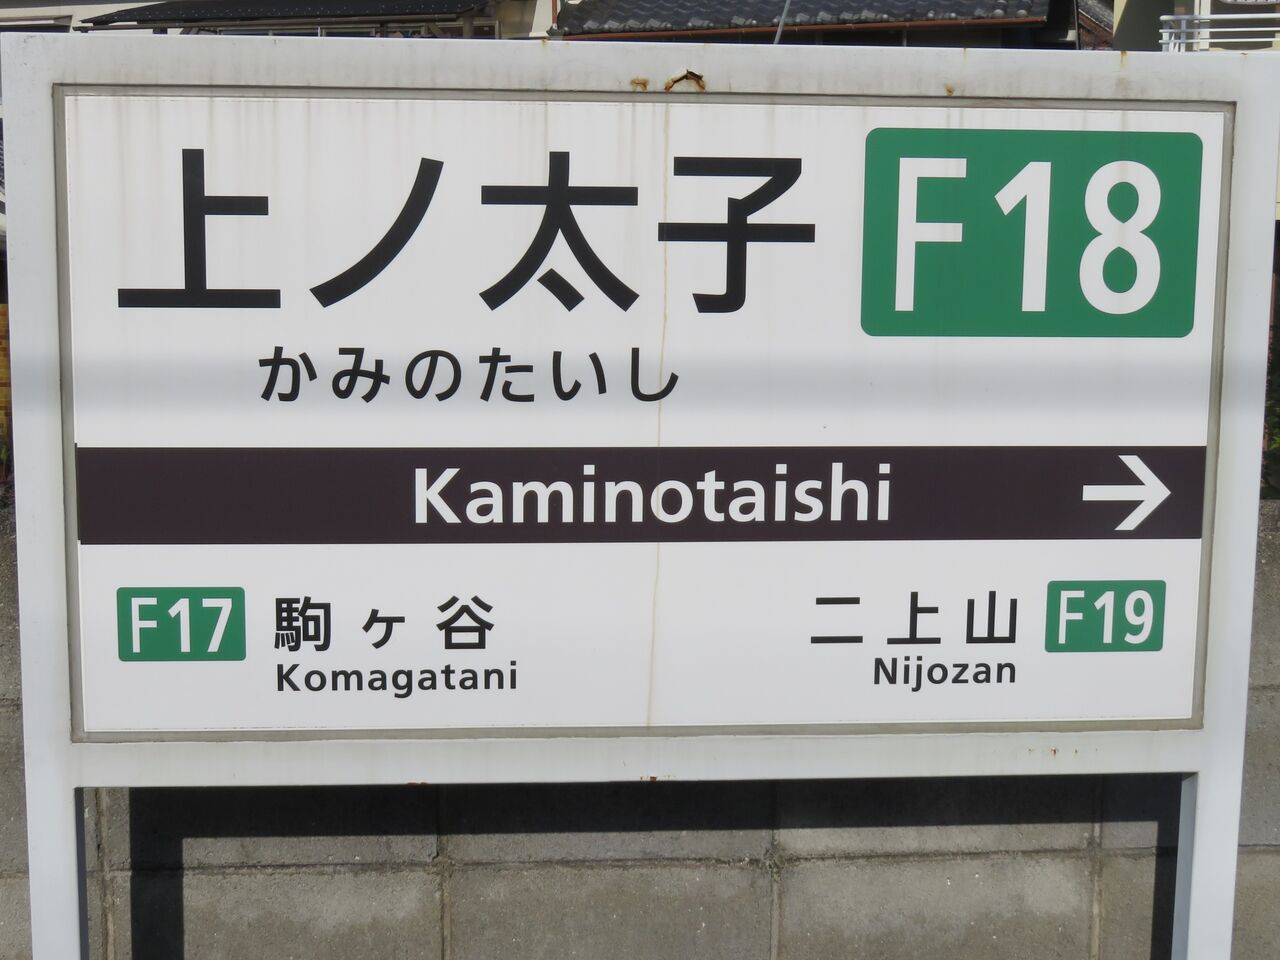 上ノ太子 F18
かみのたいし
Kaminotaishi →
F17 駒ヶ谷
Komagatani
二上山 F19
Nijozan